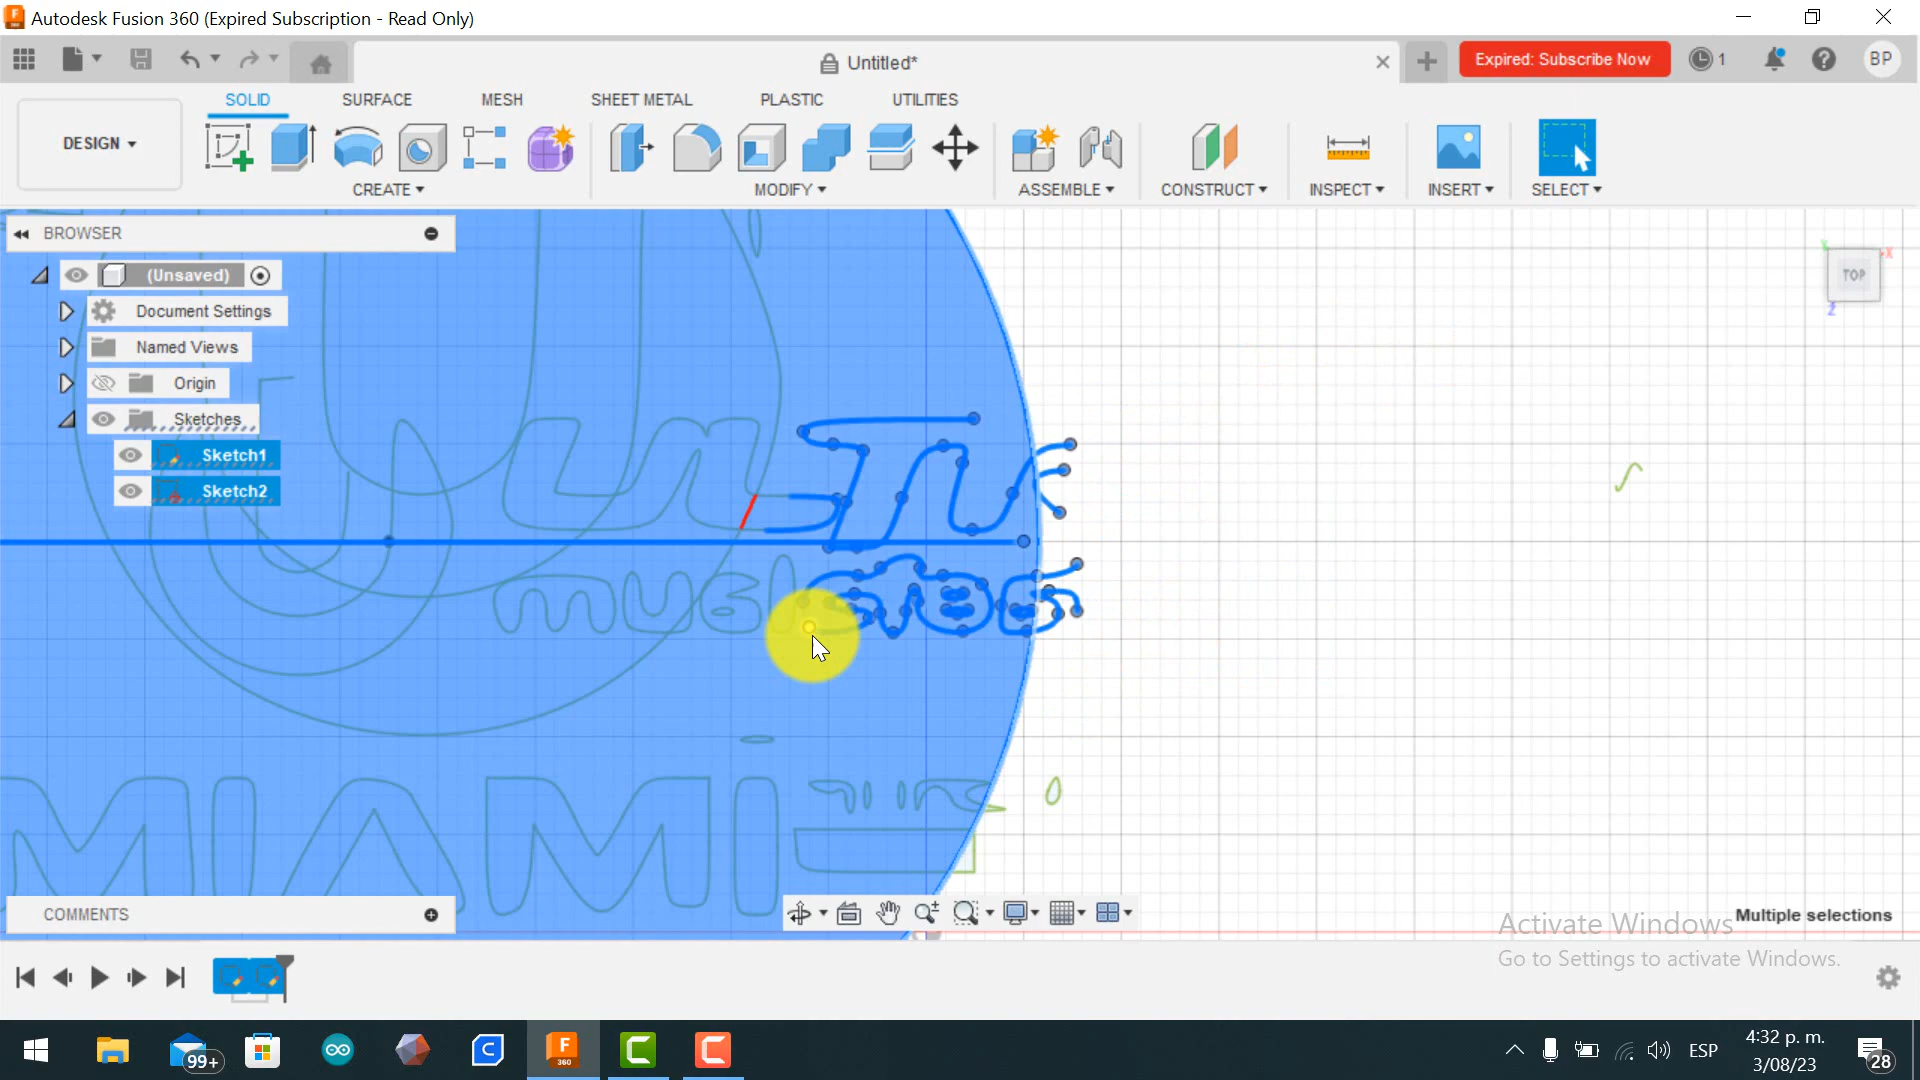 Autodesk Fusion 360 (Expired Subscription - Read Only)
Untitled*
Expired: Subscribe Now
1
BP
DESIGN
SOLID
SURFACE
MESH
SHEET METAL
PLASTIC
UTILITIES
CREATE
MODIFY
ASSEMBLE
CONSTRUCT
INSPECT
INSERT
SELECT
BROWSER
(Unsaved)
Document Settings
Named Views
Origin
Sketches
Sketch1
Sketch2
TOP
X
Z
MIAMI
COMMENTS
Multiple selections
Activate Windows
Go to Settings to activate Windows.
99+
F
360
ESP
4:32 p. m.
3/08/23
28